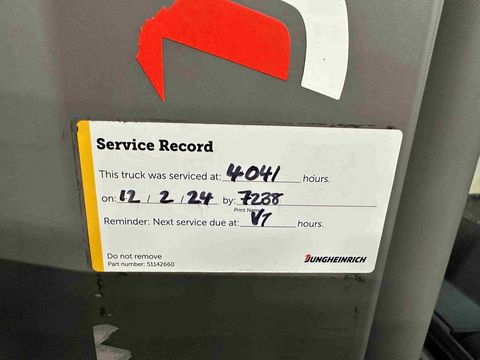 Service Record
This truck was serviced at: 4041 hours.
on: 12 / 2 / 24 by: 7238
Print Name
Reminder: Next service due at: V7 hours.
Do not remove
Part number: 51142660
JUNGHEINRICH